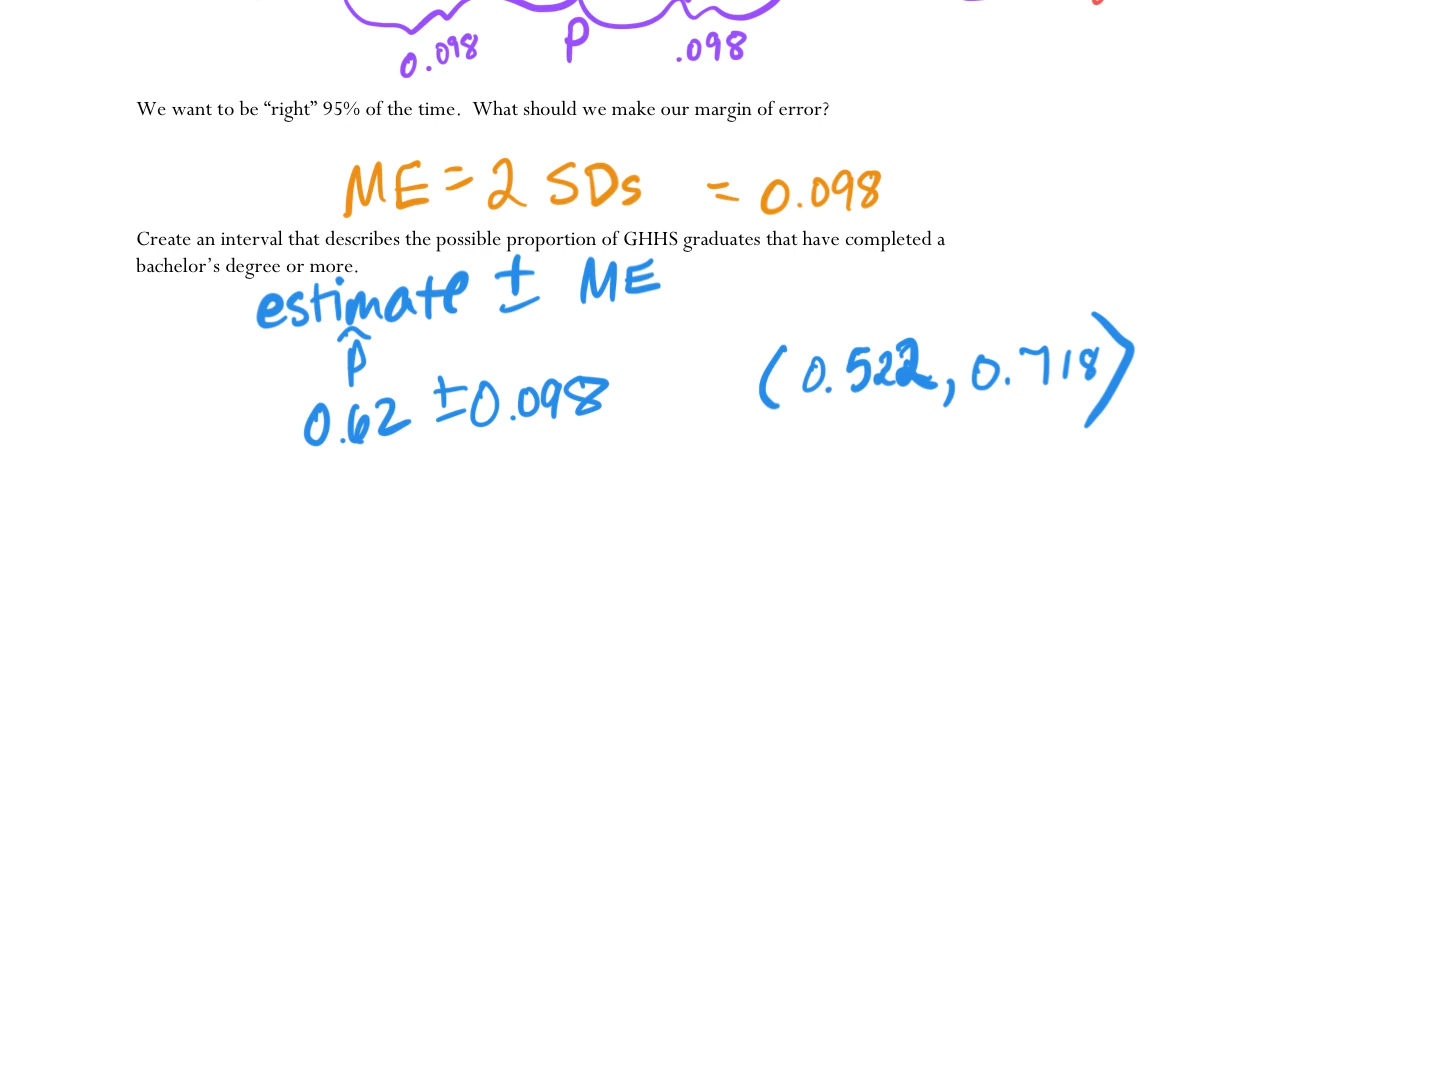 0.098 P .098
We want to be “right” 95% of the time. What should we make our margin of error?
ME = 2 SDs = 0.098
Create an interval that describes the possible proportion of GHHS graduates that have completed a
bachelor’s degree or more.
estimate ± ME
p̂
0.62 ± 0.098 (0.522, 0.718)